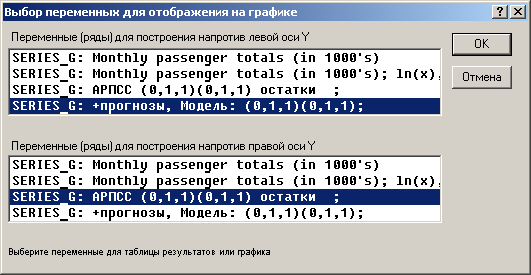 Выбор переменных для отображения на графике
Переменные (ряды) для построения напротив левой оси Y
OK
SERIES_G: Monthly passenger totals (in 1000's)
SERIES_G: Monthly passenger totals (in 1000's); ln(x),
Отмена
SERIES_G: АРПСС (0,1,1)(0,1,1) остатки  ;
SERIES_G: +прогнозы, Модель: (0,1,1)(0,1,1);
Переменные (ряды) для построения напротив правой оси Y
SERIES_G: Monthly passenger totals (in 1000's)
SERIES_G: Monthly passenger totals (in 1000's); ln(x),
SERIES_G: АРПСС (0,1,1)(0,1,1) остатки  ;
SERIES_G: +прогнозы, Модель: (0,1,1)(0,1,1);
Выберите переменные для таблицы результатов или графика